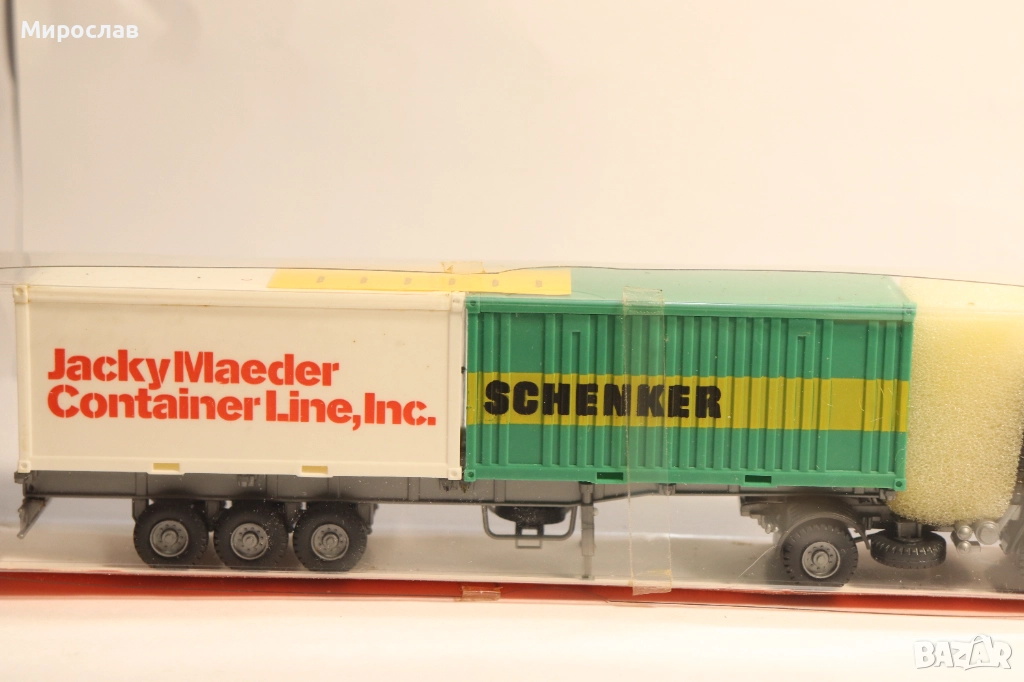 Мирослав
Jacky Maeder
Container Line, Inc.
SCHENKER
BAZAR